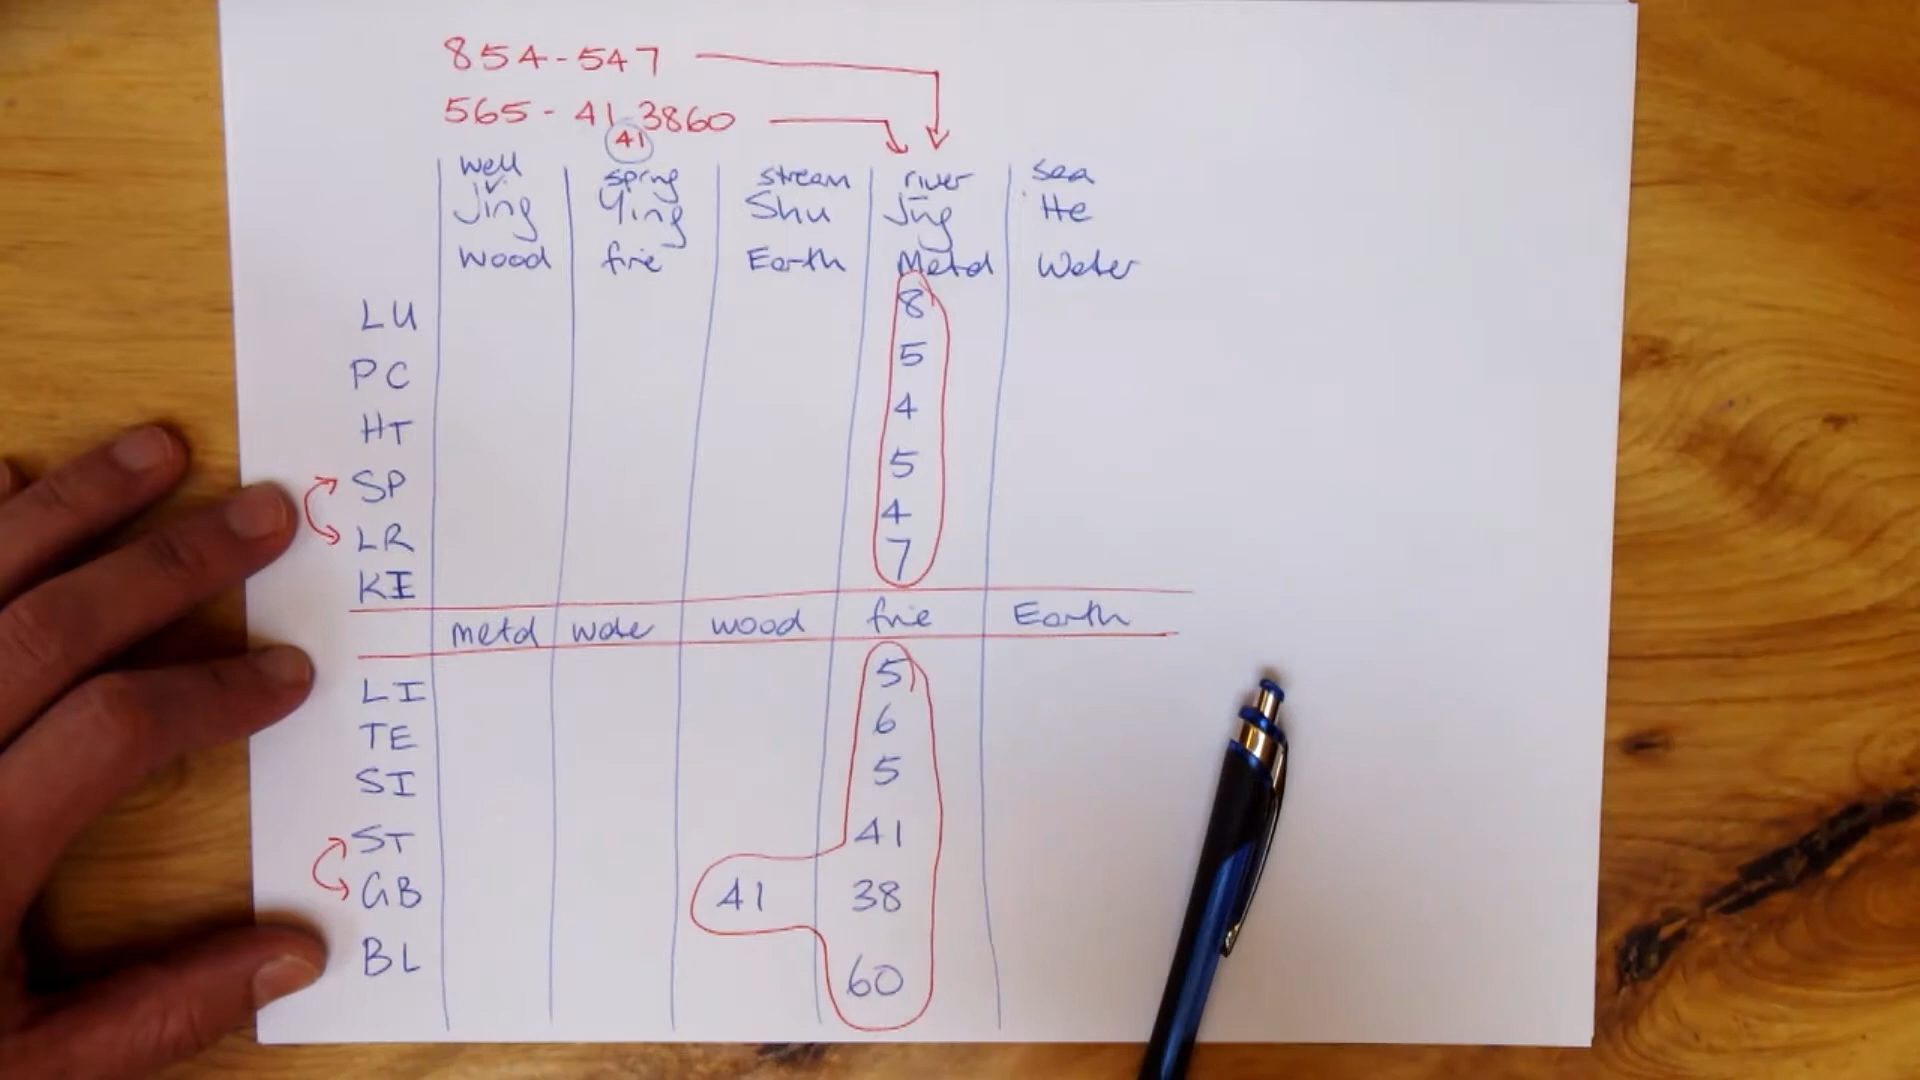 854-547
565 - 41 3860
41
well spring stream river sea
Jǐng Ying Shu Jīng He
wood fire Earth Metal Water
LU 8
PC 5
HT 4
SP 5
LR 4
KI 7
metal water wood fire Earth
LI 5
TE 6
SI 5
ST 41
GB 41 38
BL 60